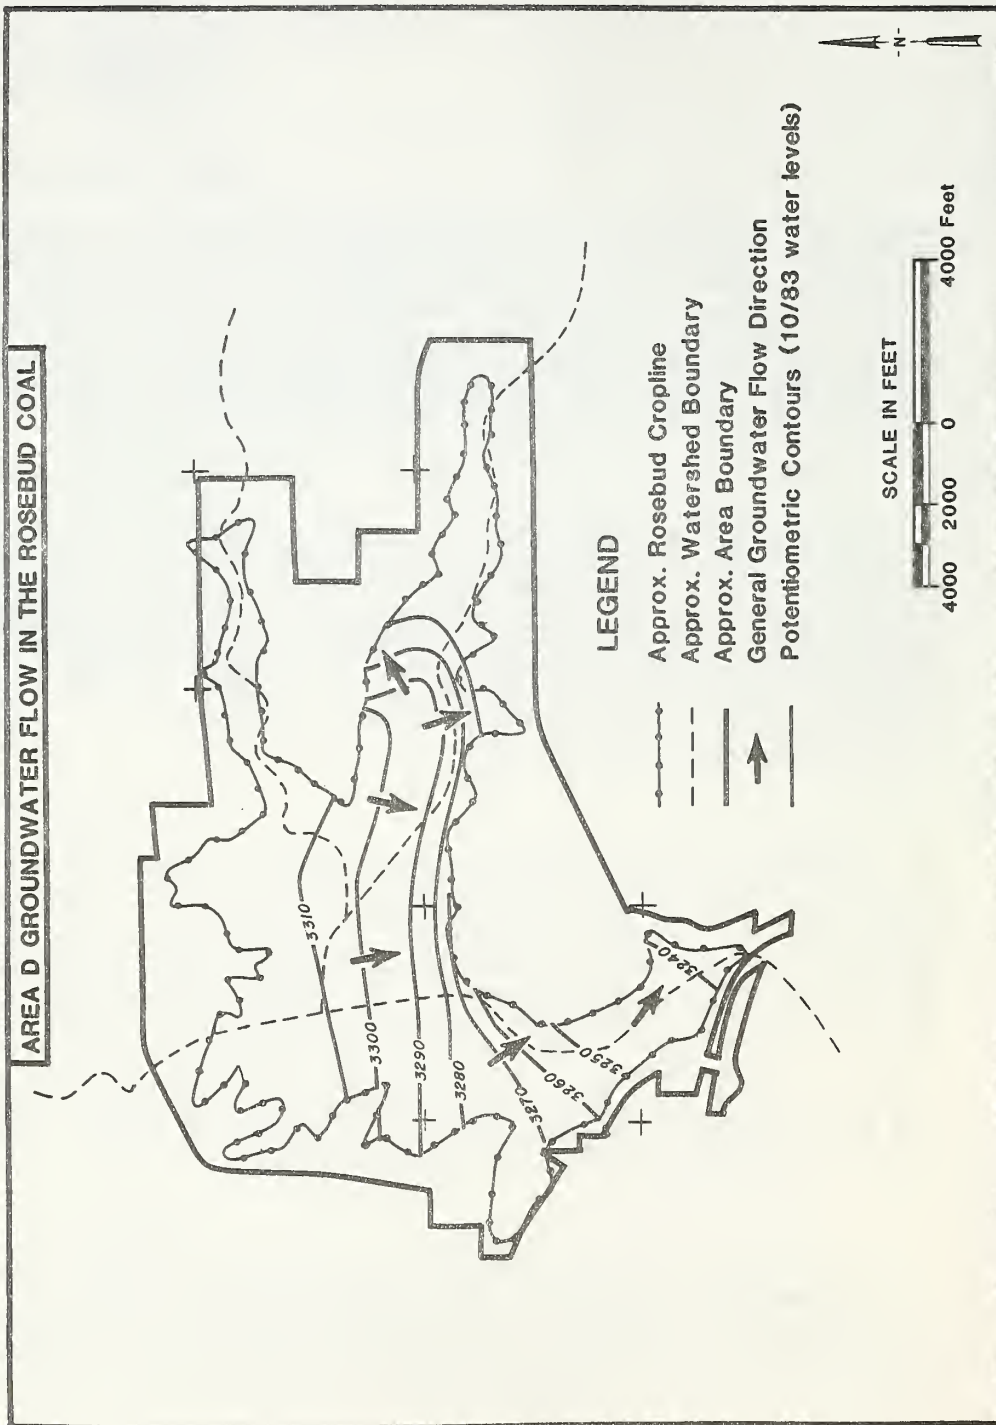 AREA D GROUNDWATER FLOW IN THE ROSEBUD COAL
3310
3300
3290
3280
3270
3260
3250
3240
LEGEND
Approx. Rosebud Cropline
Approx. Watershed Boundary
Approx. Area Boundary
General Groundwater Flow Direction
Potentiometric Contours (10/83 water levels)
SCALE IN FEET
4000 2000 0 4000 Feet
-N-